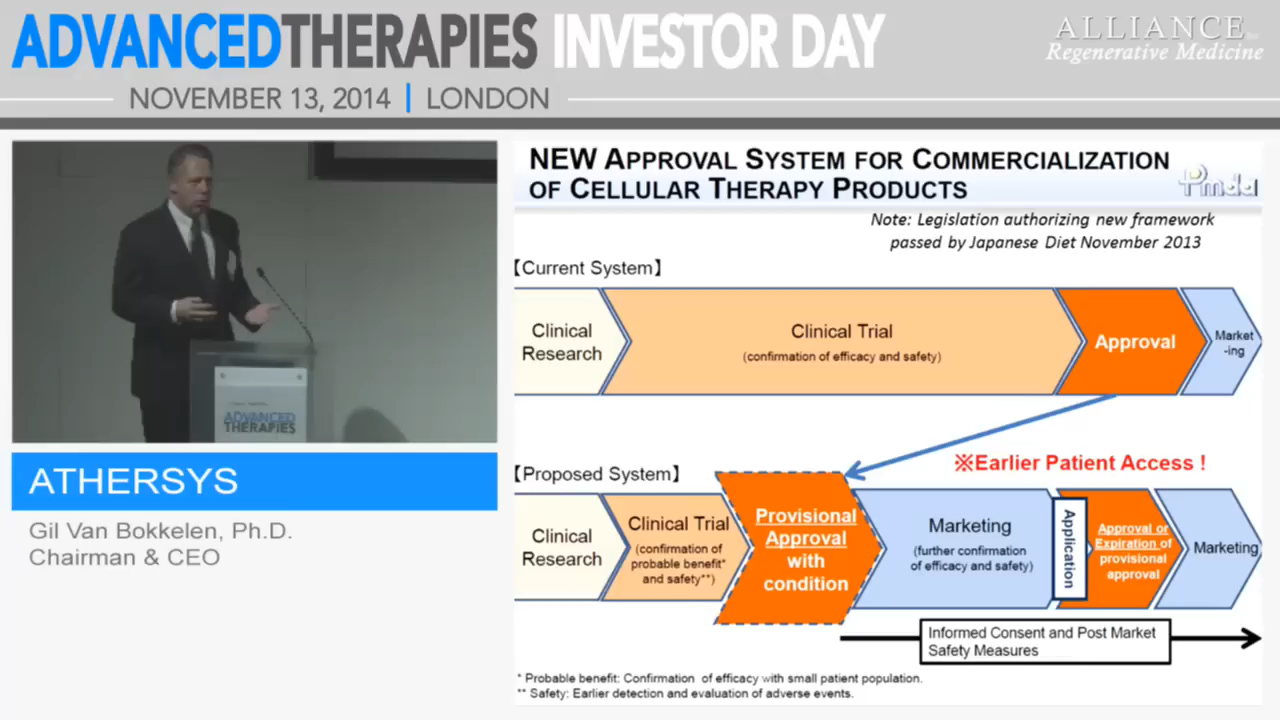 ADVANCEDTHERAPIES INVESTOR DAY
NOVEMBER 13, 2014 | LONDON
ALLIANCE
Regenerative Medicine
ADVANCED
THERAPIES
ATHERSYS
Gil Van Bokkelen, Ph.D.
Chairman & CEO
NEW APPROVAL SYSTEM FOR COMMERCIALIZATION
OF CELLULAR THERAPY PRODUCTS
Pmda
Note: Legislation authorizing new framework
passed by Japanese Diet November 2013
【Current System】
Clinical
Research
Clinical Trial
(confirmation of efficacy and safety)
Approval
Market
-ing
※Earlier Patient Access !
【Proposed System】
Clinical
Research
Clinical Trial
(confirmation of
probable benefit*
and safety**)
Provisional
Approval
with
condition
Marketing
(further confirmation
of efficacy and safety)
Application
Approval or
Expiration of
provisional
approval
Marketing
Informed Consent and Post Market
Safety Measures
* Probable benefit: Confirmation of efficacy with small patient population.
** Safety: Earlier detection and evaluation of adverse events.